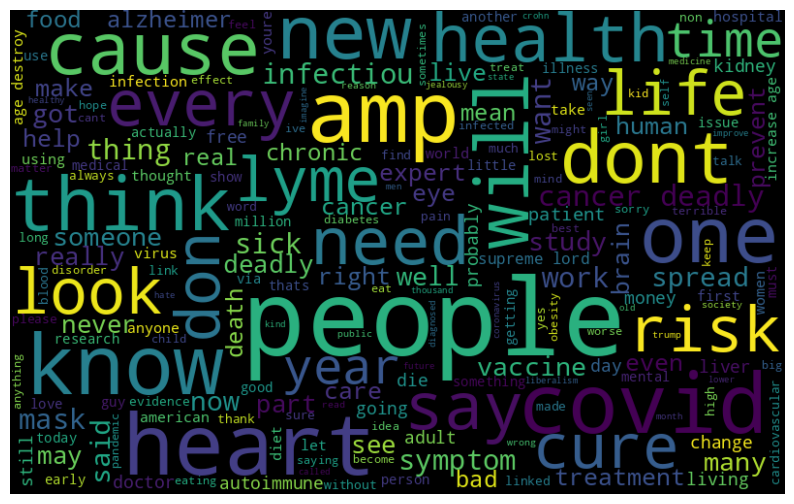 food alzheimer
cause
new
health
time
another
hospital
crohn
non
feel
youre
use
age destroy
infection effect
make
infectiou
live
treat
state
illness
medicine
way
kidney
increase age
every
amp
life
sometimes
mean
want
human
issue
prevent
take
kid
self
healthy
cant
got
help
actually
free
imagine
reason
jealousy
infected
might
seem
improve
using
thing
real
chronic
family
ive
find
world
much
expert
little
lost
girl
talk
matter
medical
always
thought
show
lyme
will
dont
eye
mind
think
word
men
cancer
pain
diabetes
million
patient
best
sorry
terrible
cancer deadly
long
someone
really
virus
sick
need
probably
supreme lord
study
brain
one
keep
must
disorder
link
deadly
via
thats
right
well
work
spread
look
don
blood
hate
eat
thousand
people
diagnosed
coronavirus
getting
yes
obesity
money
first
women
risk
please
never
anyone
death
kind
public
worse
old
trump
society
research
child
year
vaccine
day
even
liver
big
know
future
something
liberalism
mental
lower
anything
love
guy
evidence
now
good
care
die
say
covid
made
high
month
mask
american
thank
sure
part
read
going
wrong
cardiovascular
still
today
pandemic
said
heart
diet
idea
let
see
adult
cure
change
may
saying
become
symptom
bad
many
early
doctor
eating
autoimmune
without
called
person
linked
treatment
living